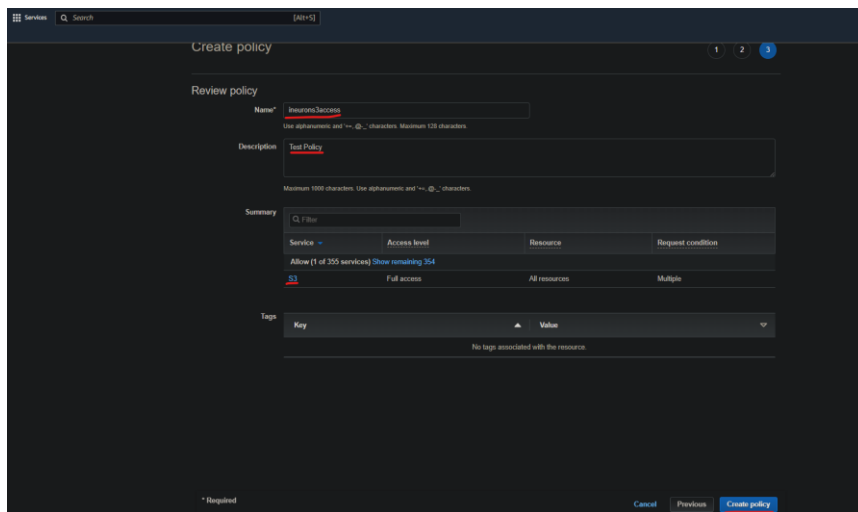 Services Search [Alt+S]
Create policy 1 2 3
Review policy
Name* ineurons3access
Use alphanumeric and '+=,.@-_' characters. Maximum 128 characters.
Description Test Policy
Maximum 1000 characters. Use alphanumeric and '+=,.@-_' characters.
Summary
Filter
Service Access level Resource Request condition
Allow (1 of 355 services) Show remaining 354
S3 Full access All resources Multiple
Tags
Key Value
No tags associated with the resource.
* Required Cancel Previous Create policy